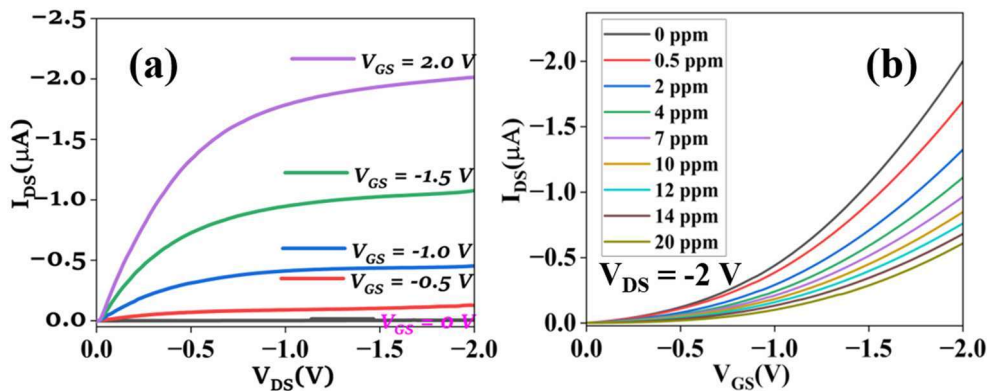 (a)
I_DS(μA)
−2.5
−2.0
−1.5
−1.0
−0.5
0.0
V_GS = 2.0 V
V_GS = -1.5 V
V_GS = -1.0 V
V_GS = -0.5 V
V_GS = 0 V
0.0 −0.5 −1.0 −1.5 −2.0
V_DS(V)
(b)
I_DS(μA)
−2.0
−1.5
−1.0
−0.5
0.0
0 ppm
0.5 ppm
2 ppm
4 ppm
7 ppm
10 ppm
12 ppm
14 ppm
20 ppm
V_DS = -2 V
0.0 −0.5 −1.0 −1.5 −2.0
V_GS(V)